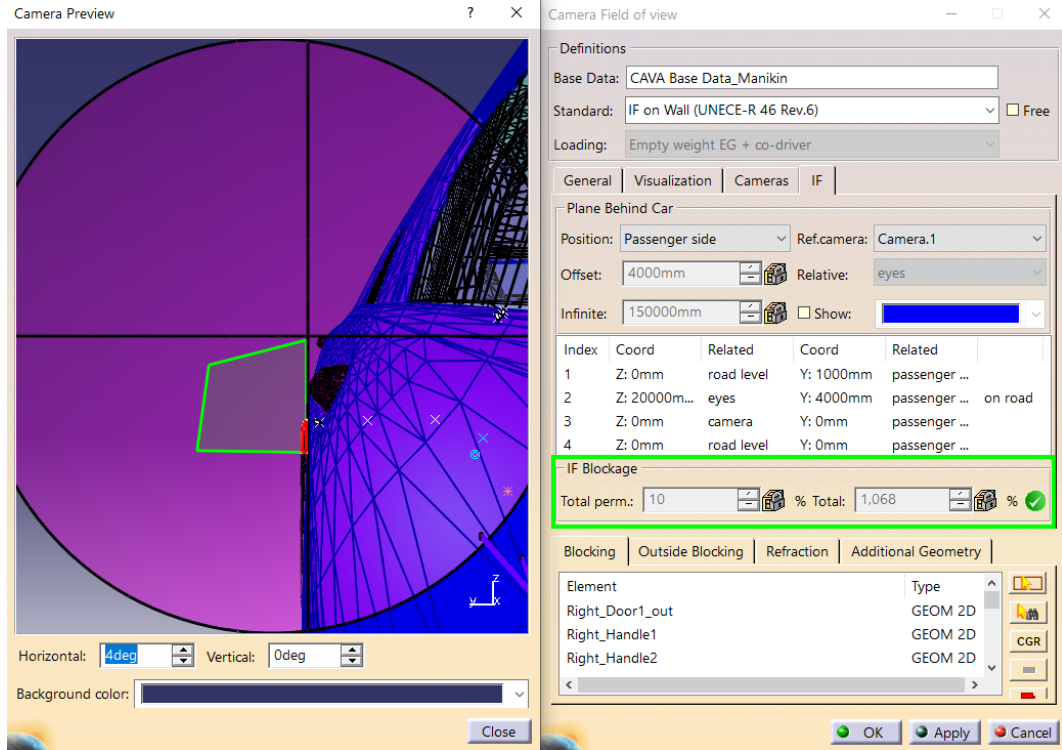 Camera Preview ? ×
z
y x
Horizontal: 4deg Vertical: 0deg
Background color:
Close
Camera Field of view
Definitions
Base Data: CAVA Base Data_Manikin
Standard: IF on Wall (UNECE-R 46 Rev.6) Free
Loading: Empty weight EG + co-driver
General Visualization Cameras IF
Plane Behind Car
Position: Passenger side Ref.camera: Camera.1
Offset: 4000mm Relative: eyes
Infinite: 150000mm Show:
Index Coord Related Coord Related
1 Z: 0mm road level Y: 1000mm passenger ...
2 Z: 20000m... eyes Y: 4000mm passenger ... on road
3 Z: 0mm camera Y: 0mm passenger ...
4 Z: 0mm road level Y: 0mm passenger ...
IF Blockage
Total perm.: 10 % Total: 1,068 %
Blocking Outside Blocking Refraction Additional Geometry
Element Type
Right_Door1_out GEOM 2D
Right_Handle1 GEOM 2D
Right_Handle2 GEOM 2D
CGR
OK Apply Cancel